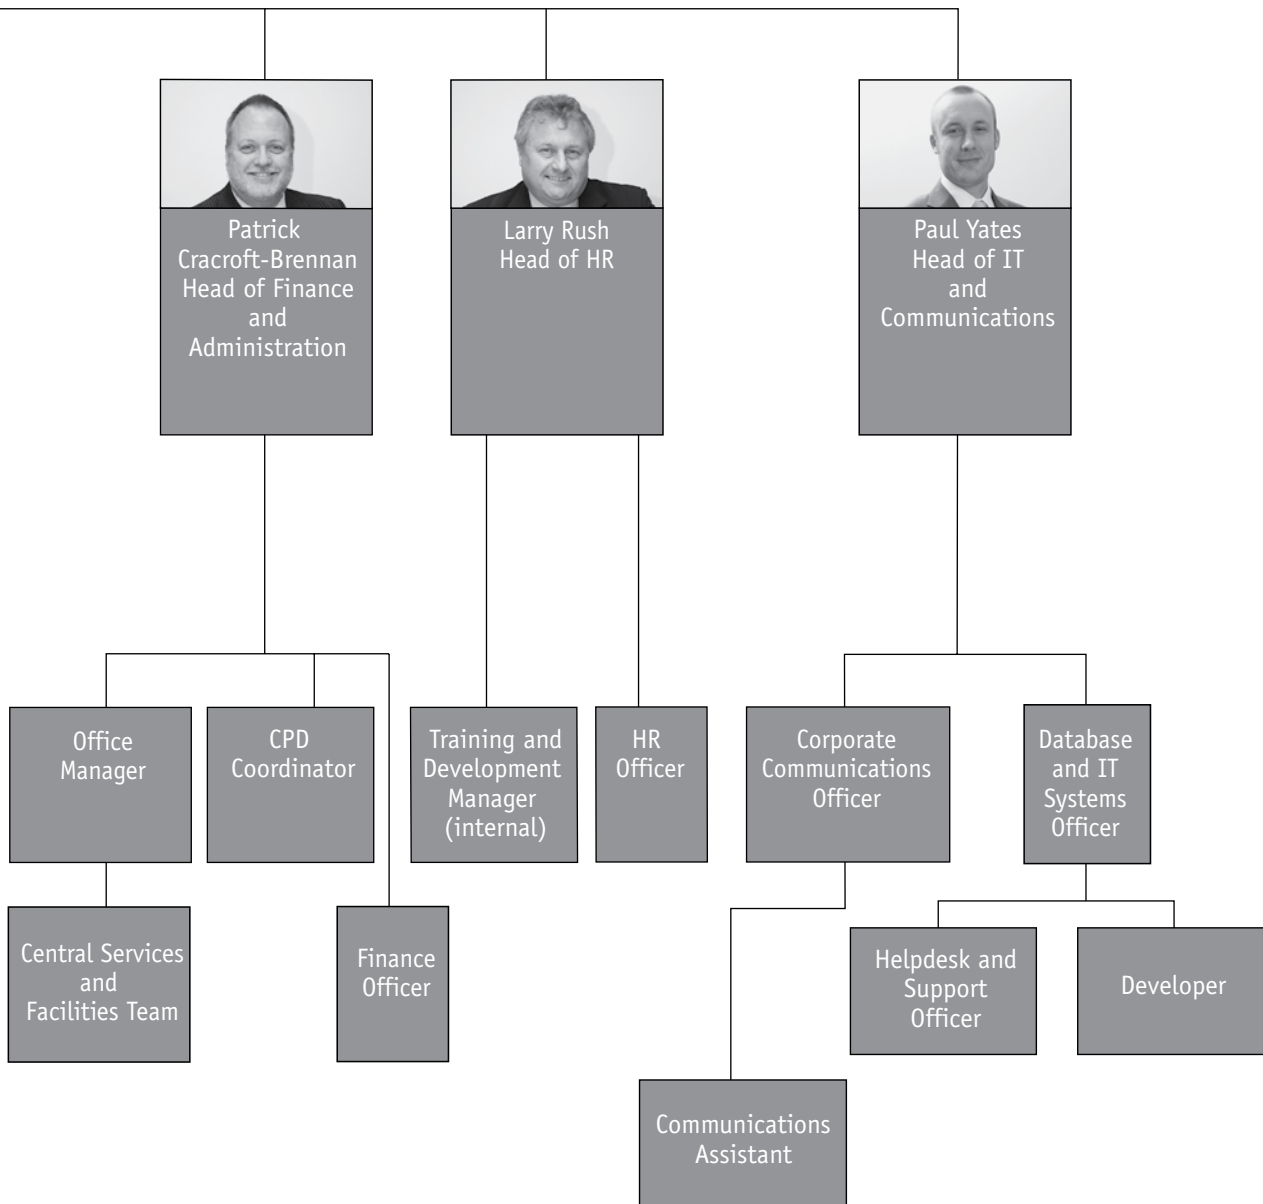 Patrick
Cracroft-Brennan
Head of Finance
and
Administration
Larry Rush
Head of HR
Paul Yates
Head of IT
and
Communications
Office
Manager
CPD
Coordinator
Training and
Development
Manager
(internal)
HR
Officer
Corporate
Communications
Officer
Database
and IT
Systems
Officer
Central Services
and
Facilities Team
Finance
Officer
Helpdesk and
Support
Officer
Developer
Communications
Assistant